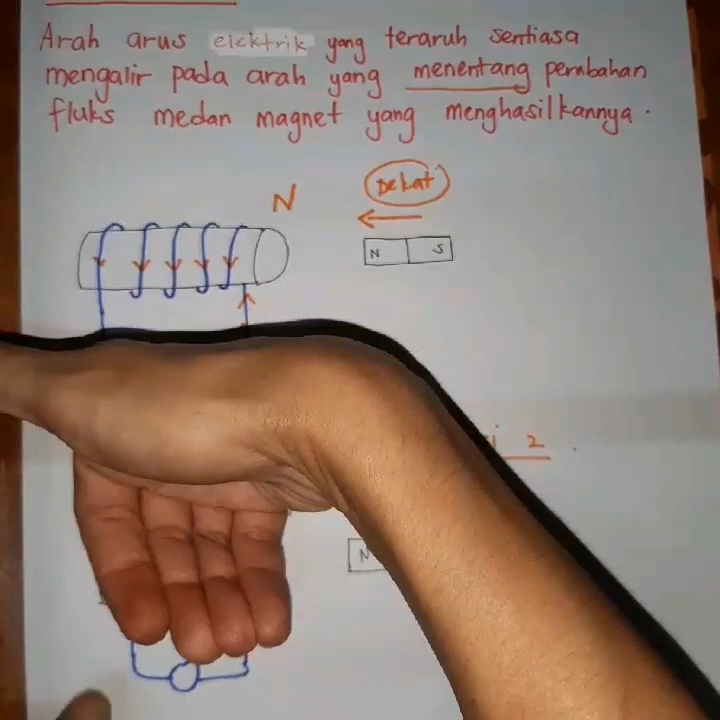 Arah arus elektrik yang teraruh sentiasa
mengalir pada arah yang menentang perubahan
fluks medan magnet yang menghasilkannya.
N
Dekat
N S
2
N